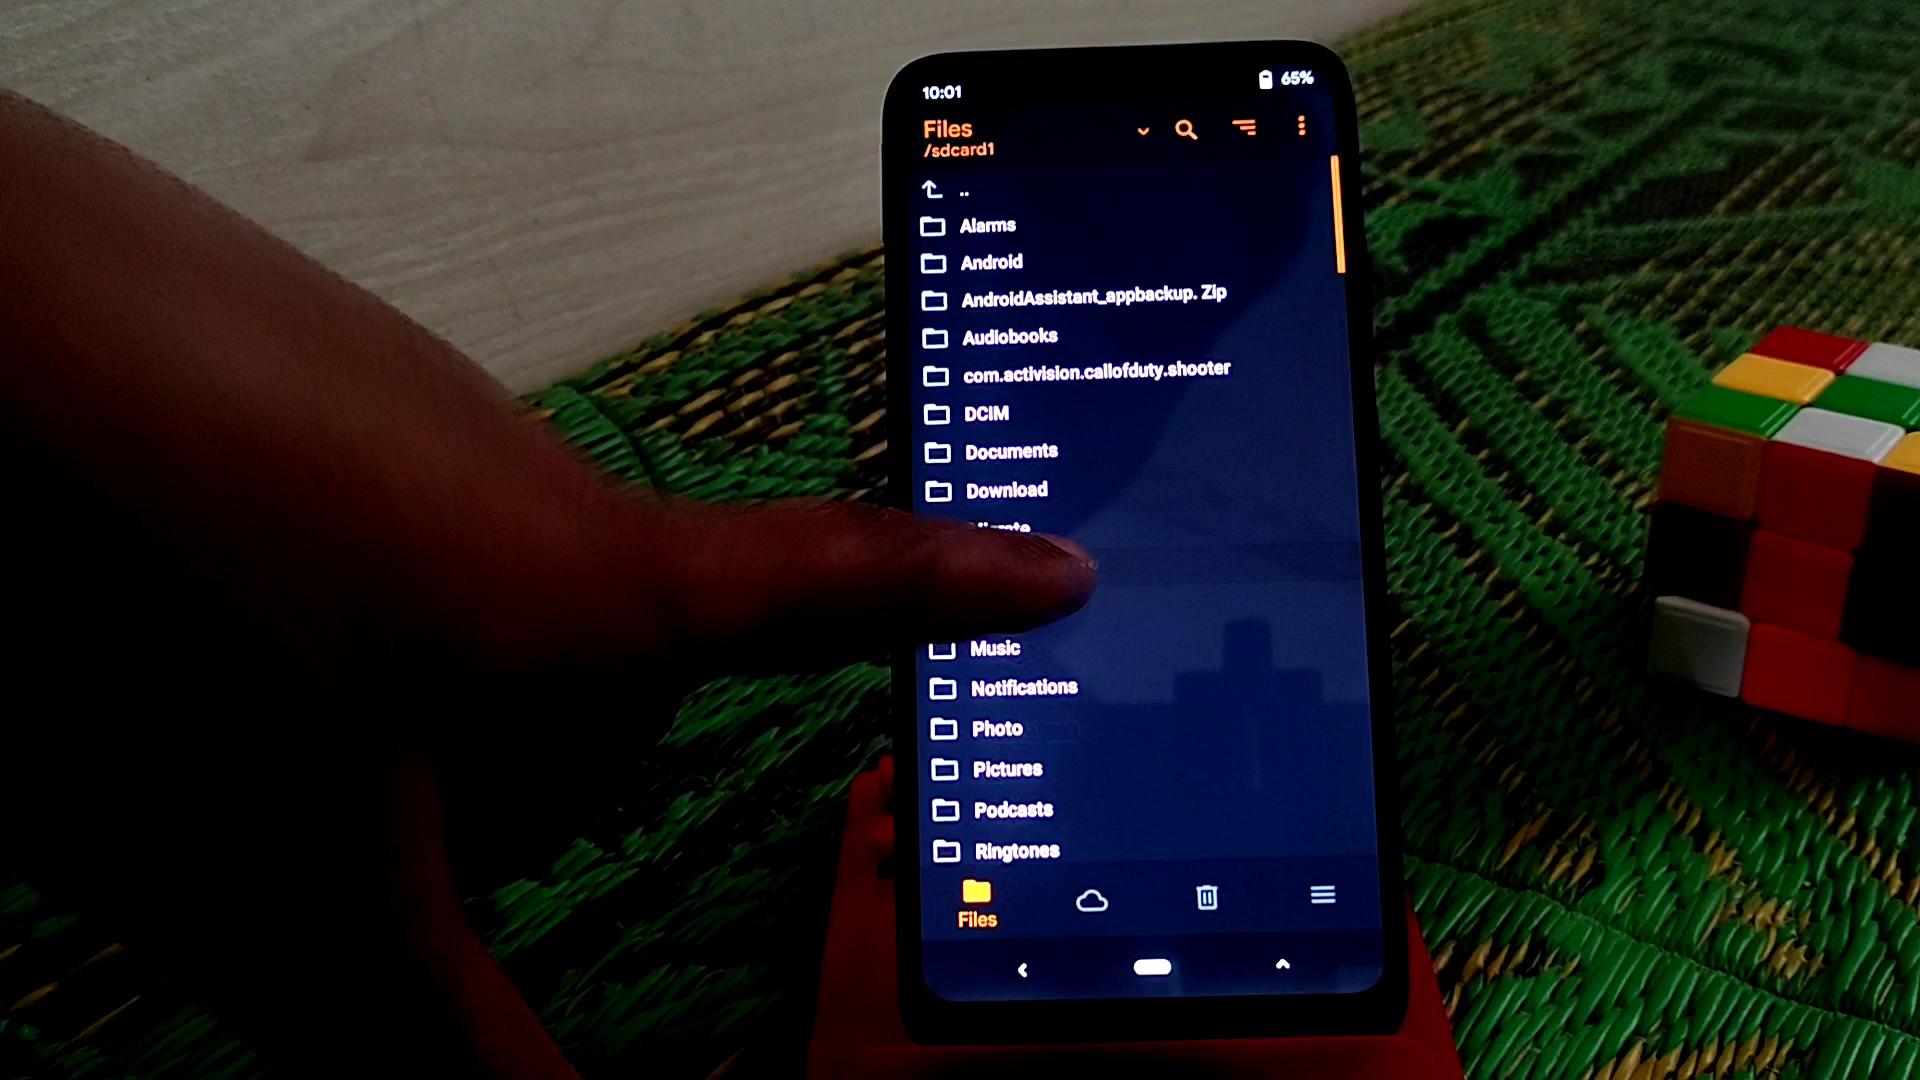 10:01
65%
Files
/sdcard1
..
Alarms
Android
AndroidAssistant_appbackup. Zip
Audiobooks
com.activision.callofduty.shooter
DCIM
Documents
Download
Music
Notifications
Photo
Pictures
Podcasts
Ringtones
Files